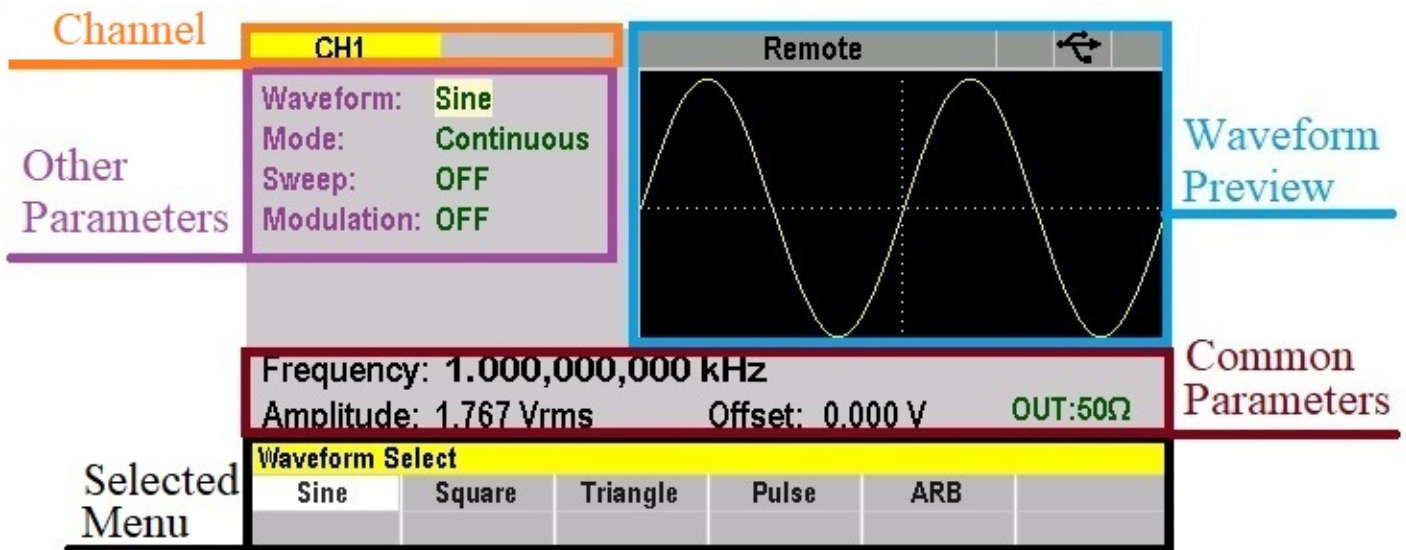 Channel
CH1
Remote
Waveform: Sine
Mode: Continuous
Sweep: OFF
Modulation: OFF
Other
Parameters
Waveform
Preview
Frequency: 1.000,000,000 kHz
Amplitude: 1.767 Vrms Offset: 0.000 V OUT:50Ω
Common
Parameters
Selected
Menu
Waveform Select
Sine Square Triangle Pulse ARB